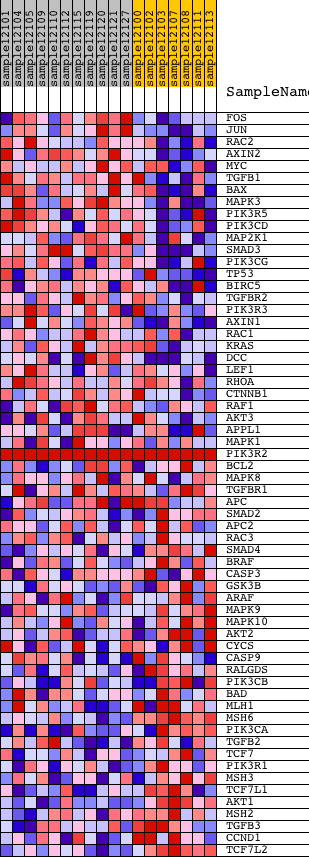 sample12101
sample12104
sample12105
sample12109
sample12110
sample12112
sample12115
sample12119
sample12120
sample12127
sample12100
sample12102
sample12103
sample12107
sample12108
sample12111
sample12113
SampleName
FOS
JUN
RAC2
AXIN2
MYC
TGFB1
BAX
MAPK3
PIK3R5
PIK3CD
MAP2K1
SMAD3
PIK3CG
TP53
BIRC5
TGFBR2
PIK3R3
AXIN1
RAC1
KRAS
DCC
LEF1
RHOA
CTNNB1
RAF1
AKT3
APPL1
MAPK1
PIK3R2
BCL2
MAPK8
TGFBR1
APC
SMAD2
APC2
RAC3
SMAD4
BRAF
CASP3
GSK3B
ARAF
MAPK9
MAPK10
AKT2
CYCS
CASP9
RALGDS
PIK3CB
BAD
MLH1
MSH6
PIK3CA
TGFB2
TCF7
PIK3R1
MSH3
TCF7L1
AKT1
MSH2
TGFB3
CCND1
TCF7L2